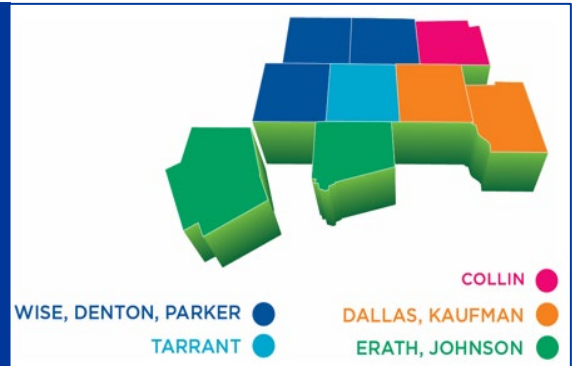 COLLIN
WISE, DENTON, PARKER
DALLAS, KAUFMAN
TARRANT
ERATH, JOHNSON